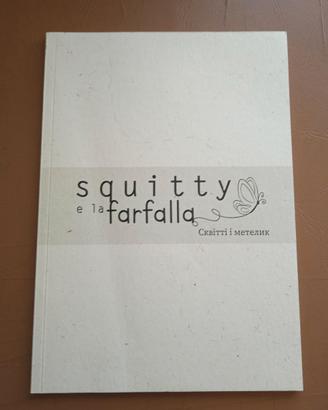 squitty
e la farfalla
Сквітті і метелик